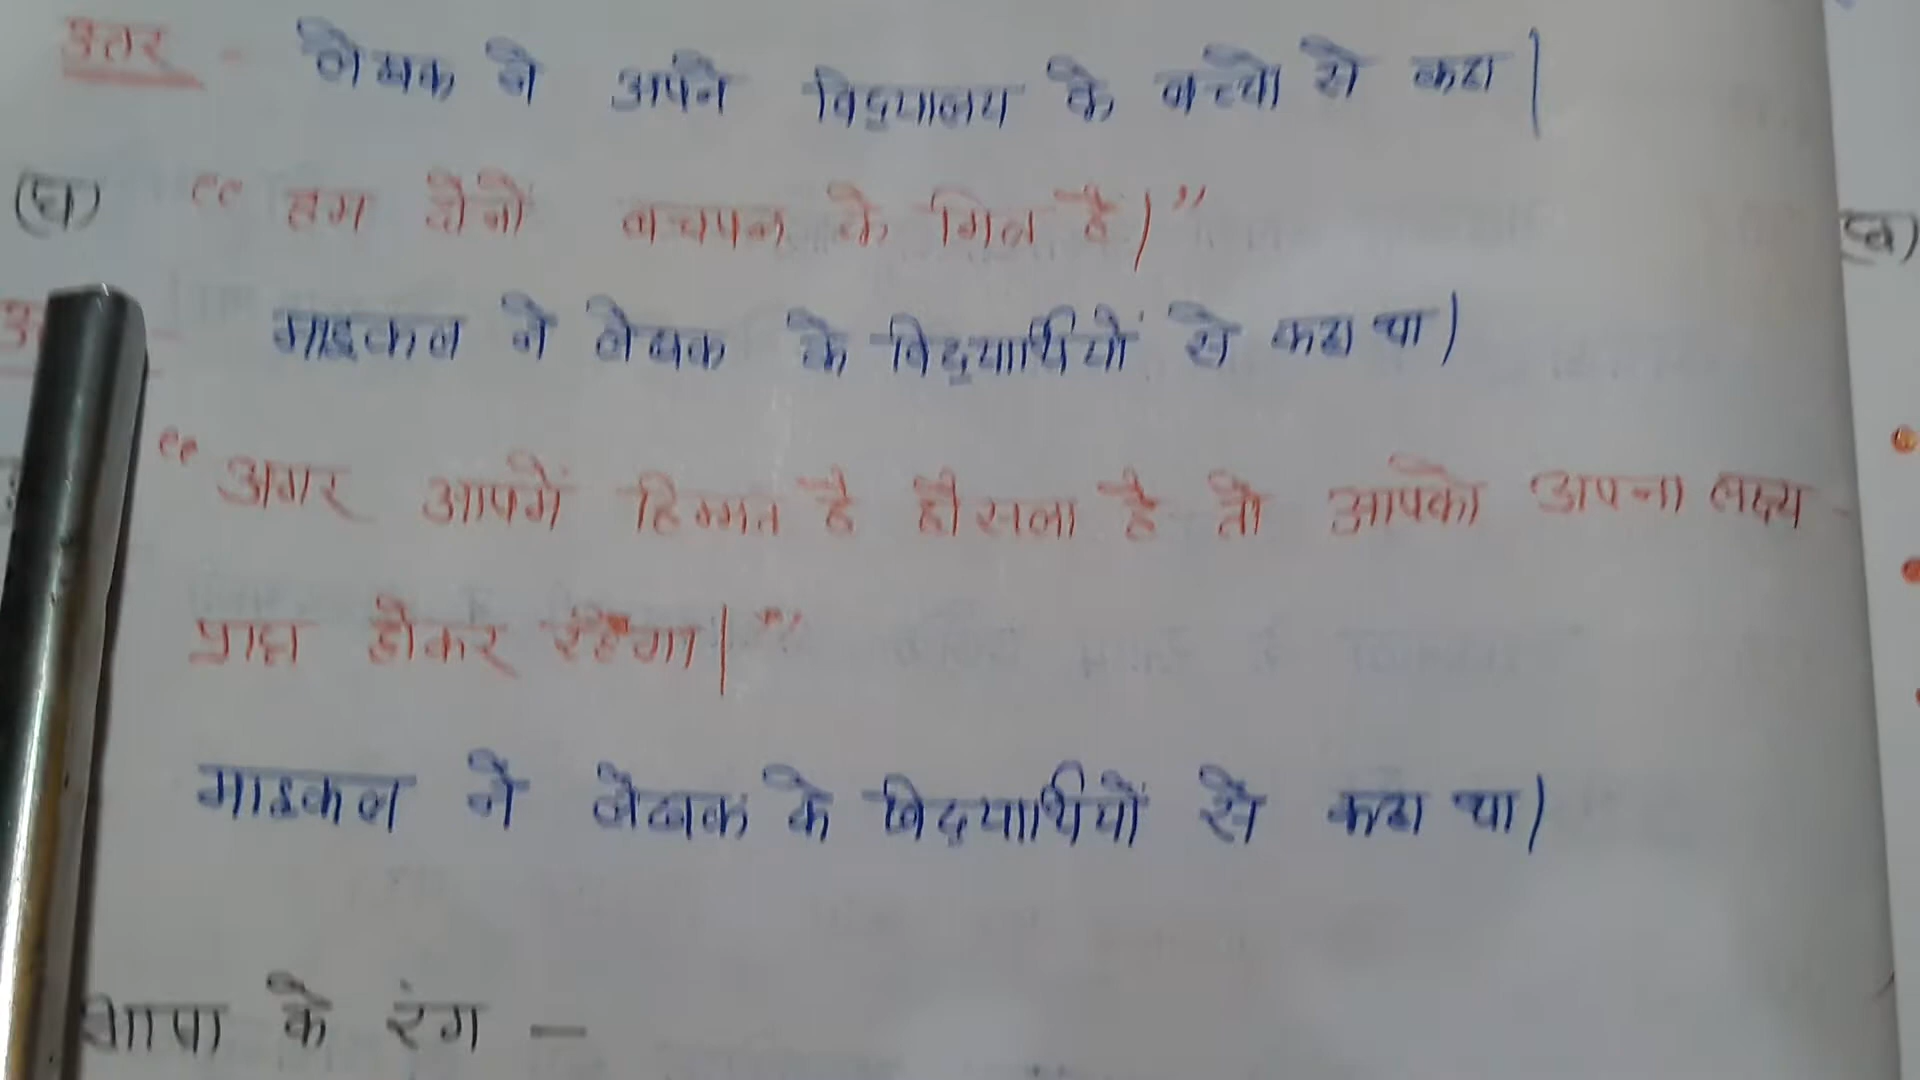 उत्तर - लेखक ने अपने विद्यालय के बच्चो से कहा |
(घ) “ हम दोनों बचपन के मित्र है। ”
माइकल ने लेखक के विद्यार्थियों से कहा था।
“ अगर आपमें हिम्मत है हौसला है तो आपको अपना लक्ष्य -
प्राप्त होकर रहेगा | ”
माइकल ने लेखक के विद्यार्थियों से कहा था।
भाषा के रंग —